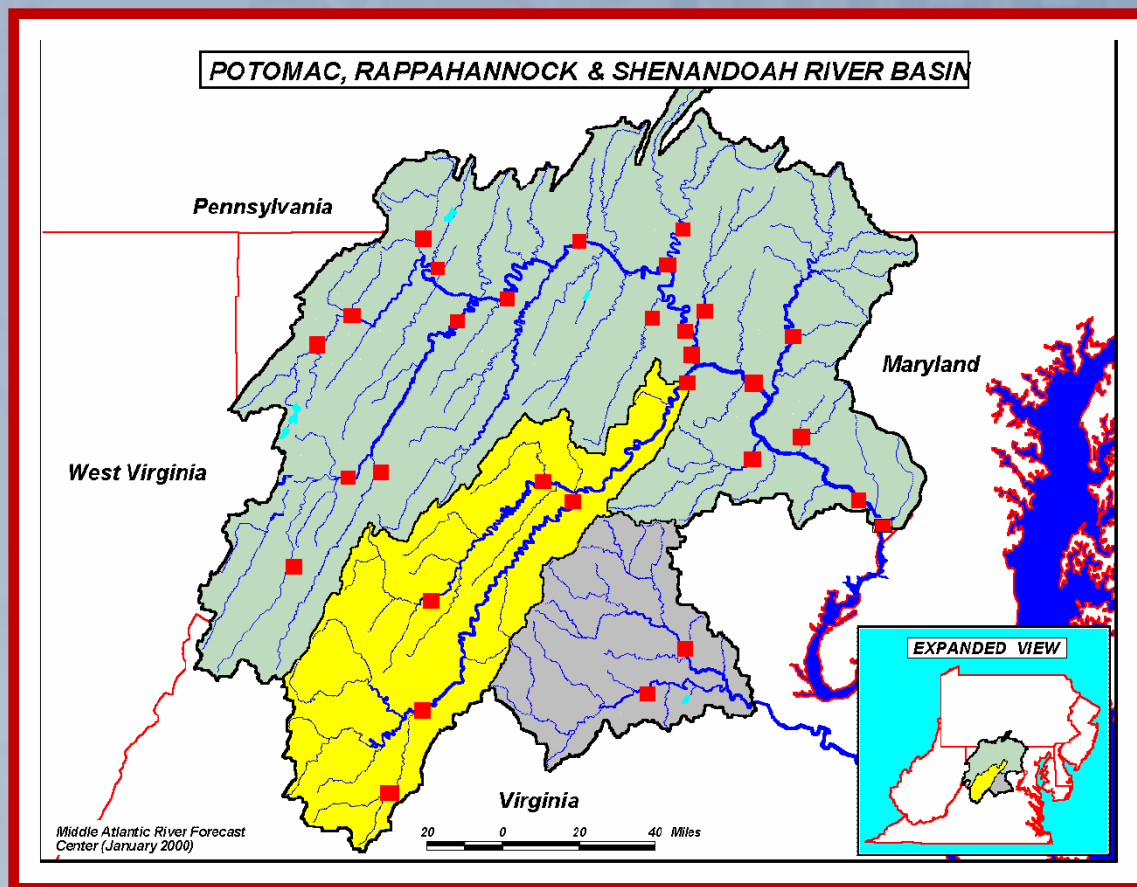 POTOMAC, RAPPAHANNOCK & SHENANDOAH RIVER BASIN
Pennsylvania
Maryland
West Virginia
EXPANDED VIEW
Virginia
Middle Atlantic River Forecast
Center (January 2000)
20 0 20 40 Miles